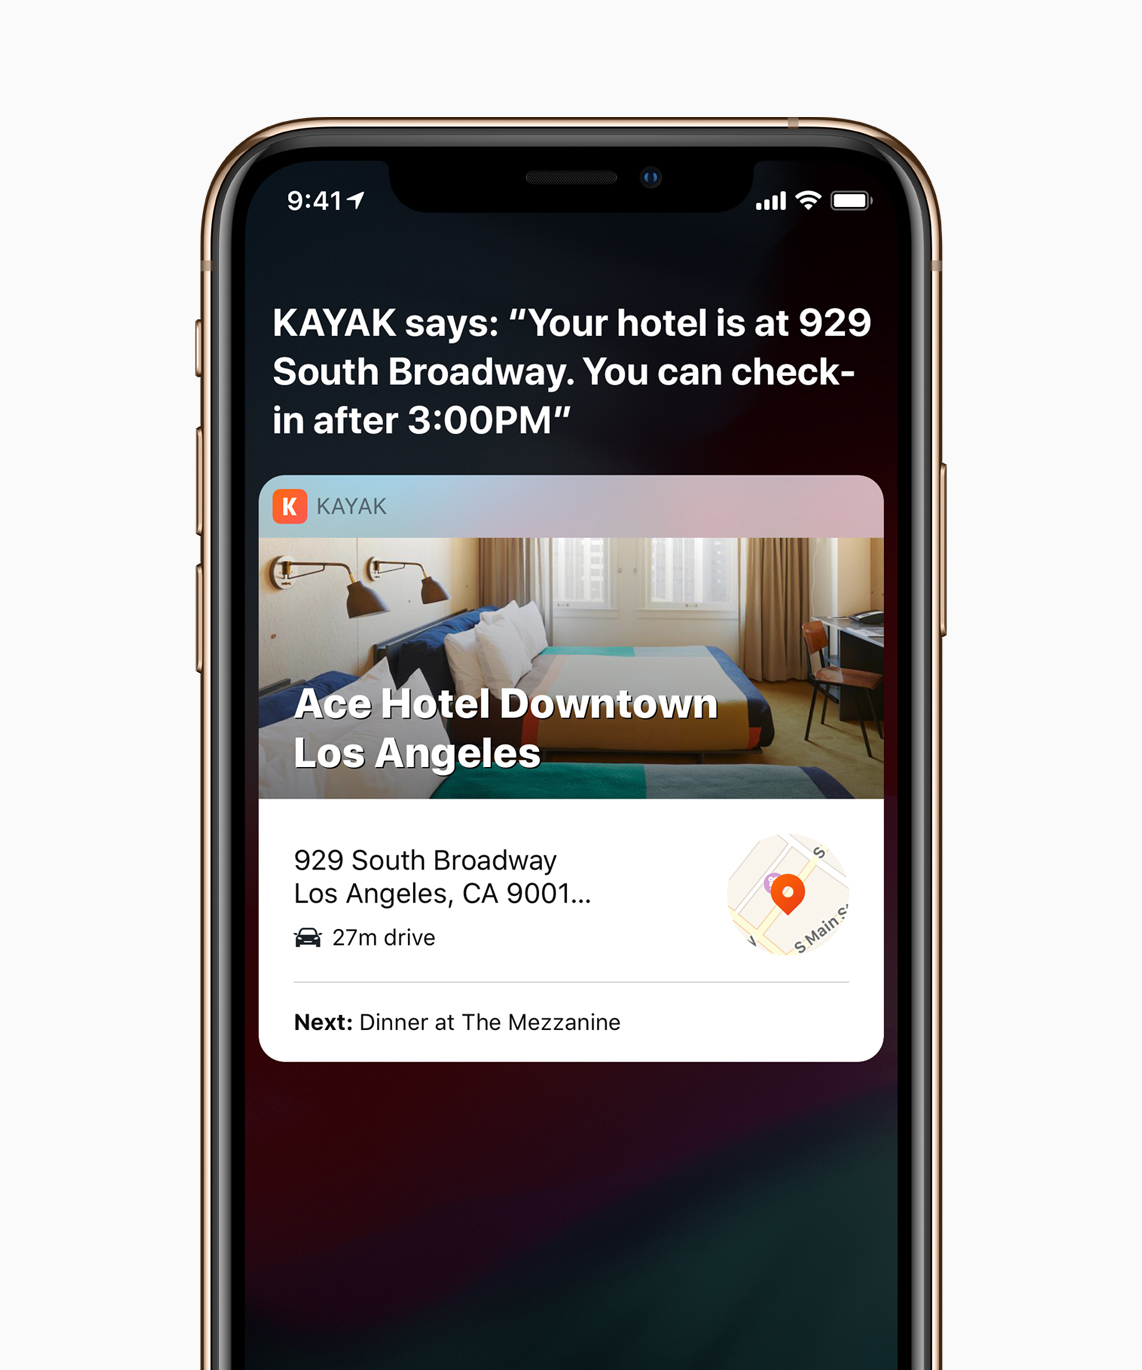 9:41
KAYAK says: “Your hotel is at 929
South Broadway. You can check-
in after 3:00PM”
K KAYAK
Ace Hotel Downtown
Los Angeles
929 South Broadway
Los Angeles, CA 9001...
27m drive
S
S Main S
Next: Dinner at The Mezzanine